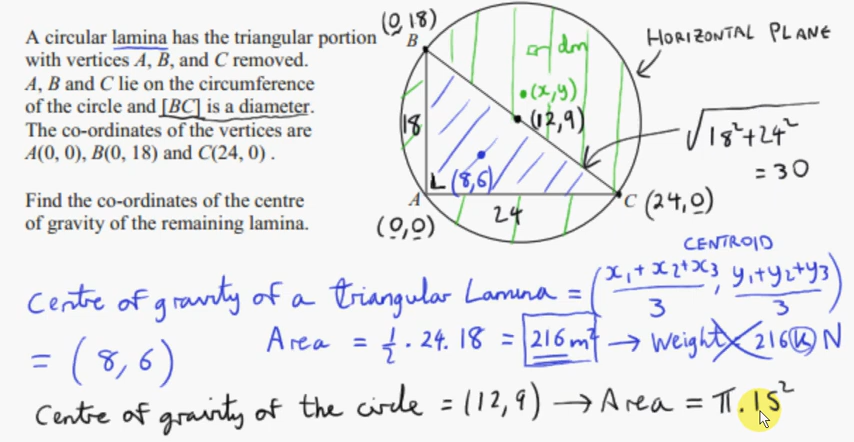 A circular lamina has the triangular portion
with vertices A, B, and C removed.
A, B and C lie on the circumference
of the circle and [BC] is a diameter.
The co-ordinates of the vertices are
A(0, 0), B(0, 18) and C(24, 0) .
Find the co-ordinates of the centre
of gravity of the remaining lamina.
(0,18)
B
dm
HORIZONTAL PLANE
(x,y)
(12,9)
18
√18²+24²
= 30
(8,6)
A
C (24,0)
24
(0,0)
CENTROID
Centre of gravity of a triangular Lamina = (x₁+x₂+x₃/3, y₁+y₂+y₃/3)
= (8,6)
Area = 1/2 . 24. 18 = 216 m² → Weight ∝ 216(k) N
Centre of gravity of the circle = (12,9) → Area = π.15²